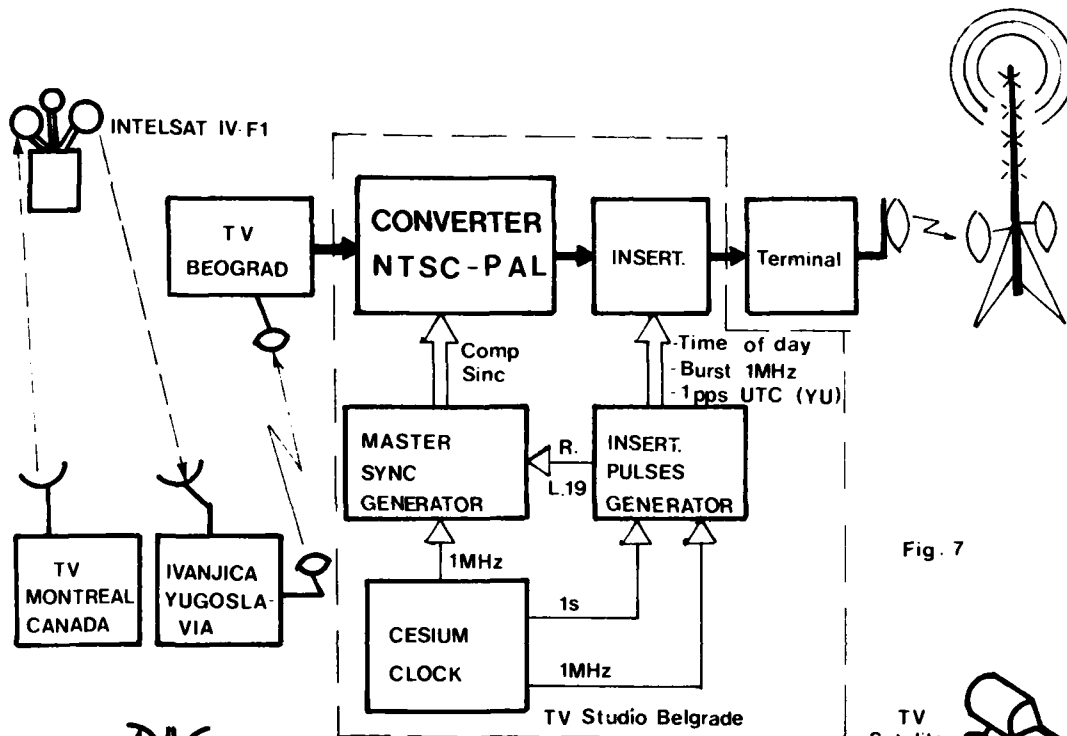 INTELSAT IV-F1
TV
BEOGRAD
CONVERTER
NTSC-PAL
INSERT.
Terminal
Comp
Sinc
-Time of day
-Burst 1MHz
-1pps UTC (YU)
MASTER
SYNC
GENERATOR
R.
L.19
INSERT.
PULSES
GENERATOR
TV
MONTREAL
CANADA
IVANJICA
YUGOSLA-
VIA
1MHz
Fig. 7
CESIUM
CLOCK
1s
1MHz
TV Studio Belgrade
TV